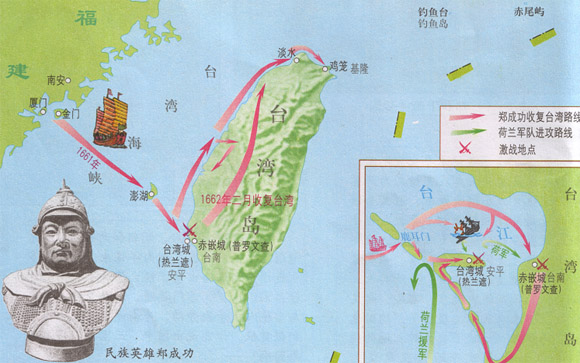 福
建
南安
厦门
金门
台
湾
海
峡
1661年
澎湖
淡水
鸡笼 基隆
钓鱼台
钓鱼岛
赤尾屿
台
湾
岛
1662年二月收复台湾
台湾城
(热兰遮)
安平
赤嵌城(普罗文查)
台南
郑成功收复台湾路线
荷兰军队进攻路线
激战地点
台
江
鹿耳门
荷军
台湾城 安平
(热兰遮)
赤嵌城 台南
(普罗文查)
荷兰援军
湾
岛
民族英雄郑成功